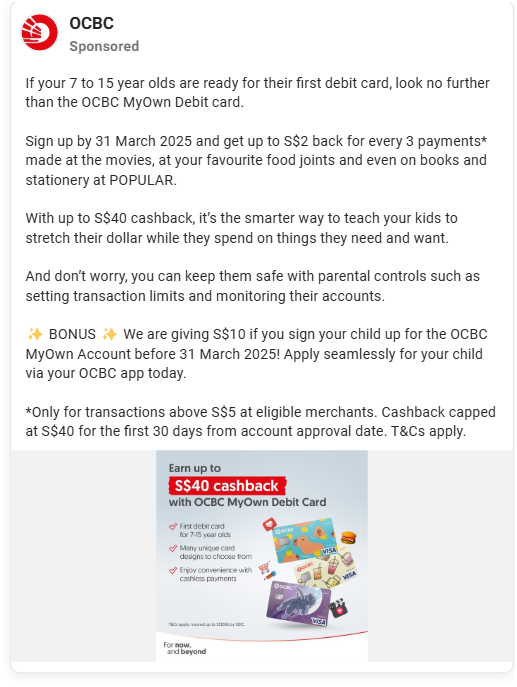 OCBC
Sponsored
If your 7 to 15 year olds are ready for their first debit card, look no further
than the OCBC MyOwn Debit card.
Sign up by 31 March 2025 and get up to S$2 back for every 3 payments*
made at the movies, at your favourite food joints and even on books and
stationery at POPULAR.
With up to S$40 cashback, it’s the smarter way to teach your kids to
stretch their dollar while they spend on things they need and want.
And don’t worry, you can keep them safe with parental controls such as
setting transaction limits and monitoring their accounts.
✨ BONUS ✨ We are giving S$10 if you sign your child up for the OCBC
MyOwn Account before 31 March 2025! Apply seamlessly for your child
via your OCBC app today.
*Only for transactions above S$5 at eligible merchants. Cashback capped
at S$40 for the first 30 days from account approval date. T&Cs apply.
Earn up to
S$40 cashback
with OCBC MyOwn Debit Card
First debit card
for 7-15 year olds
Many unique card
designs to choose from
Enjoy convenience with
cashless payments
OCBC
VISA
OCBC
VISA
OCBC
VISA
T&Cs apply. Insured up to S$100k by SDIC.
For now,
and beyond